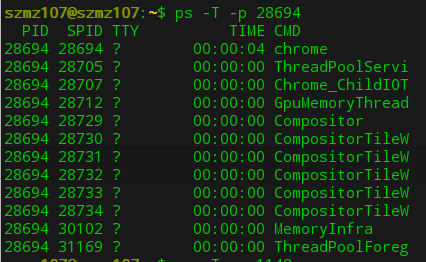 szmz107@szmz107:~$ ps -T -p 28694
PID SPID TTY TIME CMD
28694 28694 ? 00:00:04 chrome
28694 28705 ? 00:00:00 ThreadPoolServi
28694 28707 ? 00:00:00 Chrome_ChildIOT
28694 28712 ? 00:00:00 GpuMemoryThread
28694 28729 ? 00:00:00 Compositor
28694 28730 ? 00:00:00 CompositorTileW
28694 28731 ? 00:00:00 CompositorTileW
28694 28732 ? 00:00:00 CompositorTileW
28694 28733 ? 00:00:00 CompositorTileW
28694 28734 ? 00:00:00 CompositorTileW
28694 30102 ? 00:00:00 MemoryInfra
28694 31169 ? 00:00:00 ThreadPoolForeg